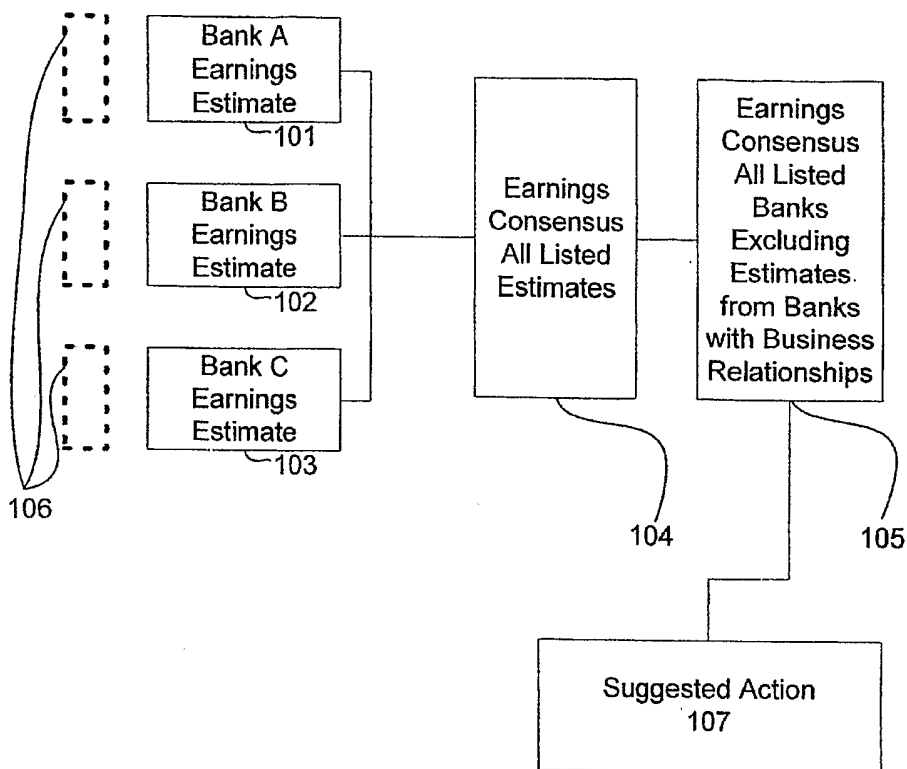 Bank A
Earnings
Estimate
101
Bank B
Earnings
Estimate
102
Bank C
Earnings
Estimate
103
106
Earnings
Consensus
All Listed
Estimates
104
Earnings
Consensus
All Listed
Banks
Excluding
Estimates
from Banks
with Business
Relationships
105
Suggested Action
107